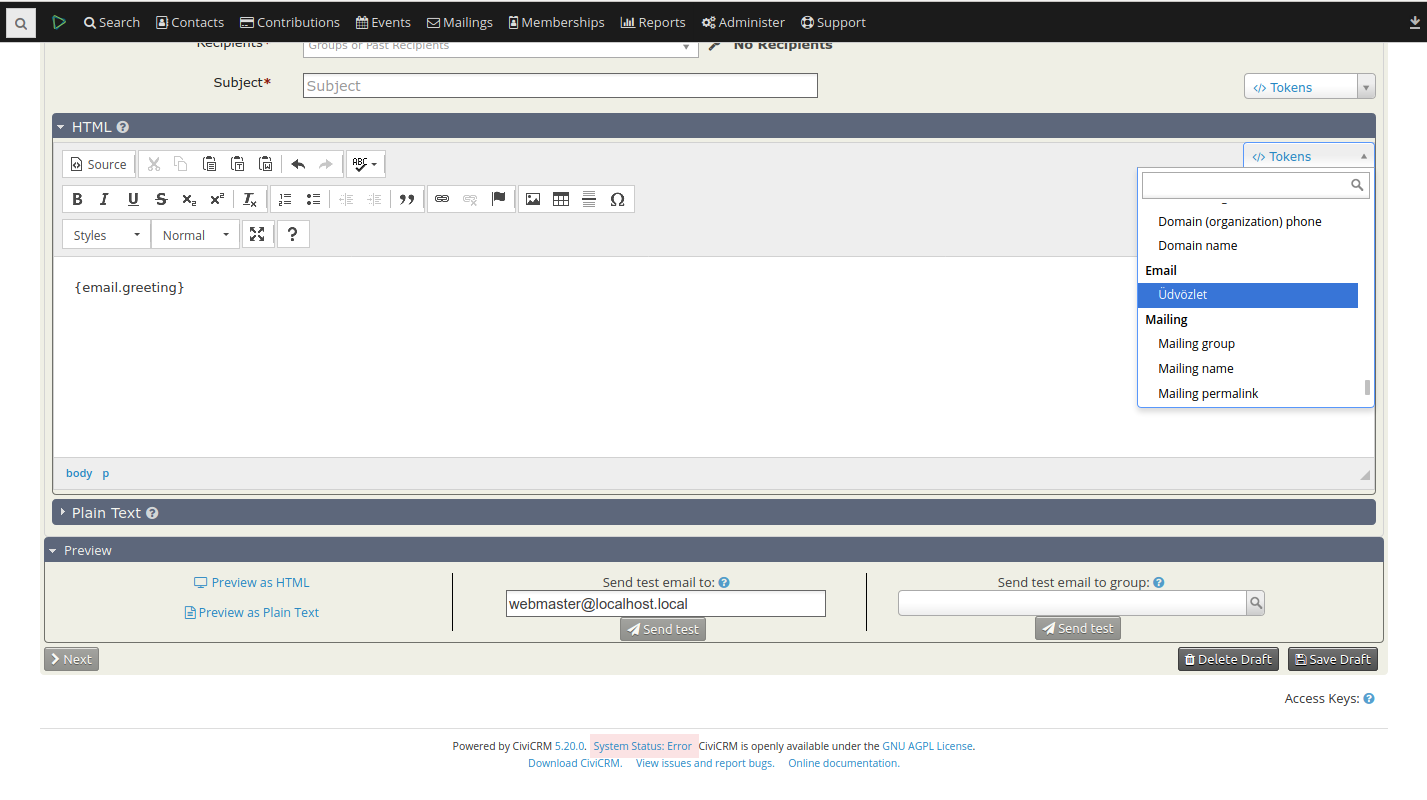 Search Contacts Contributions Events Mailings Memberships Reports Administer Support
Recipients* Groups or Past Recipients No Recipients
Subject* Subject Tokens
HTML
Source ABC Tokens
B I U S x₂ x² Tx Ω
Styles Normal ?
Domain (organization) phone
Domain name
Email
{email.greeting}
Üdvözlet
Mailing
Mailing group
Mailing name
Mailing permalink
body p
Plain Text
Preview
Preview as HTML Send test email to: Send test email to group:
webmaster@localhost.local
Preview as Plain Text
Send test Send test
Next Delete Draft Save Draft
Access Keys:
Powered by CiviCRM 5.20.0. System Status: Error CiviCRM is openly available under the GNU AGPL License.
Download CiviCRM. View issues and report bugs. Online documentation.